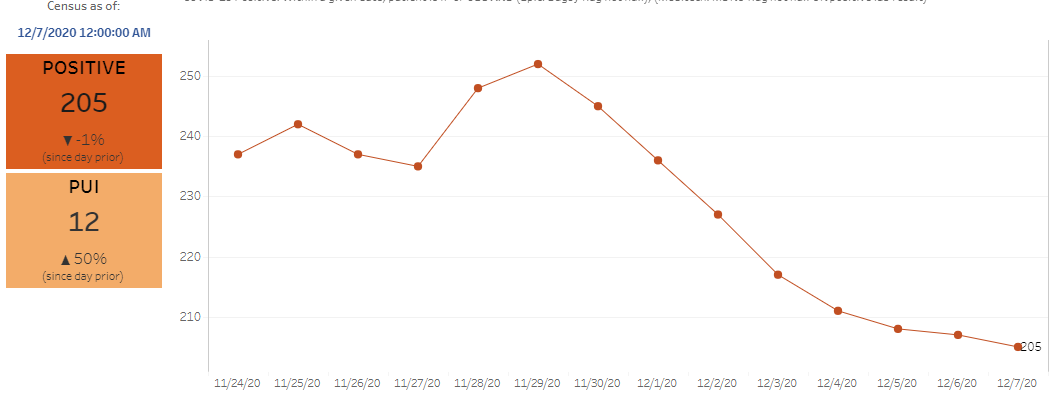 Census as of:
12/7/2020 12:00:00 AM
POSITIVE
205
▼-1%
(since day prior)
PUI
12
▲50%
(since day prior)
250
240
230
220
210
205
11/24/20 11/25/20 11/26/20 11/27/20 11/28/20 11/29/20 11/30/20 12/1/20 12/2/20 12/3/20 12/4/20 12/5/20 12/6/20 12/7/20